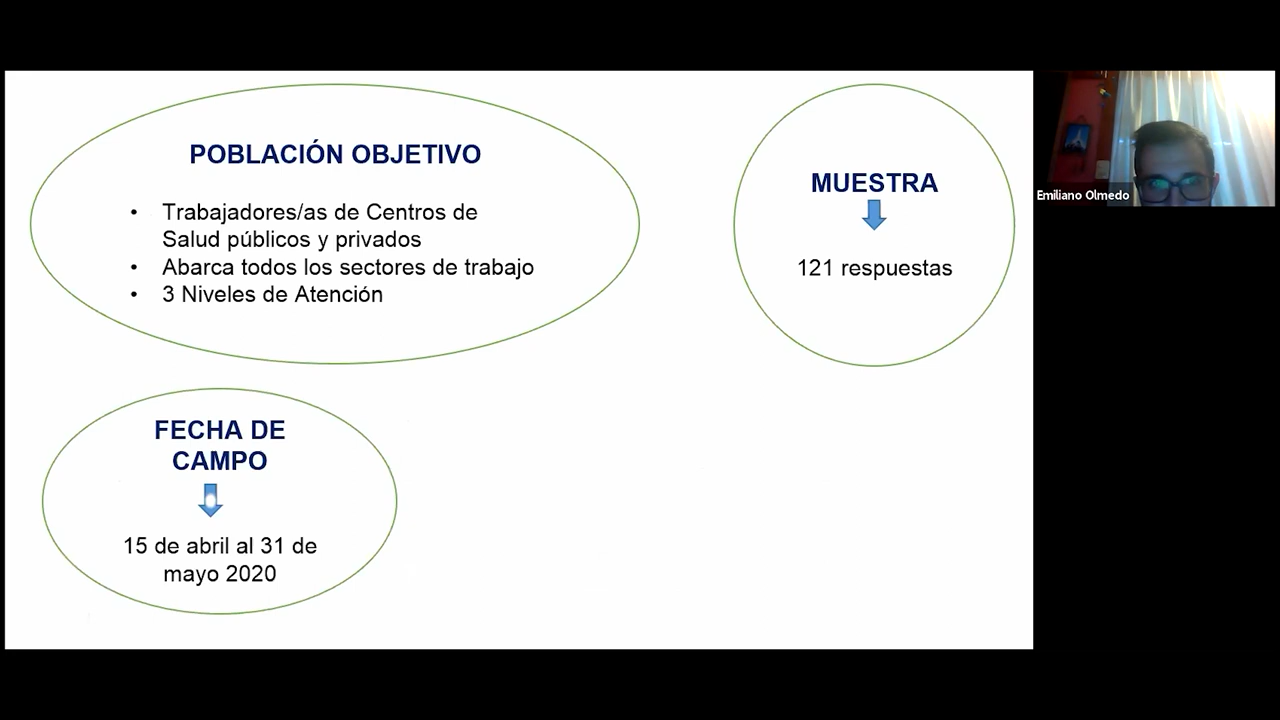 POBLACIÓN OBJETIVO
• Trabajadores/as de Centros de
Salud públicos y privados
• Abarca todos los sectores de trabajo
• 3 Niveles de Atención
MUESTRA
121 respuestas
FECHA DE
CAMPO
15 de abril al 31 de
mayo 2020
Emiliano Olmedo